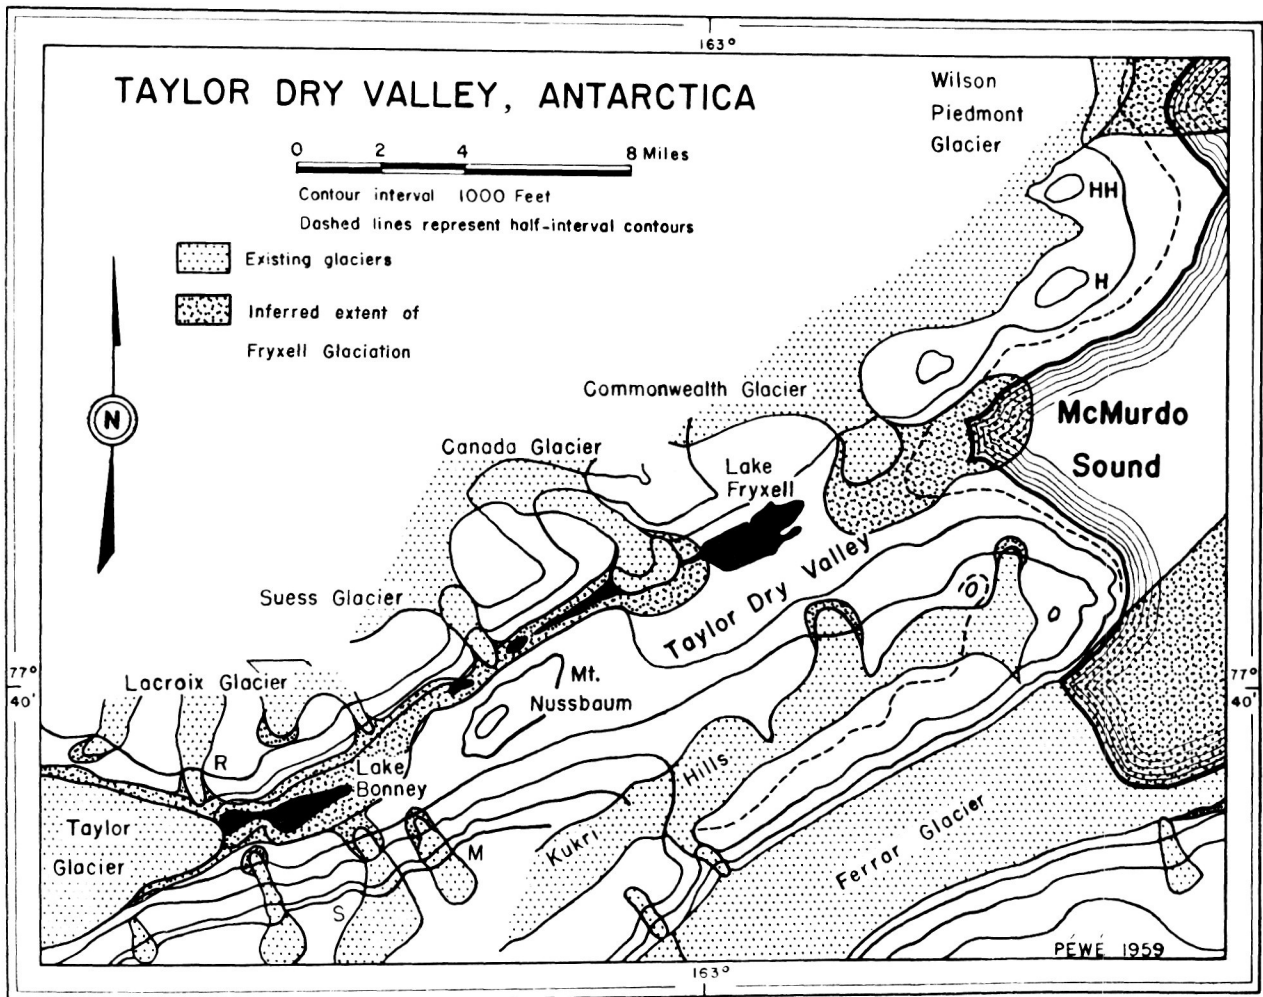 163°
TAYLOR DRY VALLEY, ANTARCTICA
Wilson
Piedmont
Glacier
0 2 4 8 Miles
Contour interval 1000 Feet
Dashed lines represent half-interval contours
HH
Existing glaciers
H
Inferred extent of
Fryxell Glaciation
Commonwealth Glacier
McMurdo
Sound
N
Canada Glacier
Lake
Fryxell
Taylor Dry Valley
Suess Glacier
77°
40'
Lacroix Glacier
Mt.
Nussbaum
77°
40'
R
Lake
Bonney
Hills
Kukri
Taylor
Glacier
M
Ferrar Glacier
S
PÉWÉ 1959
163°